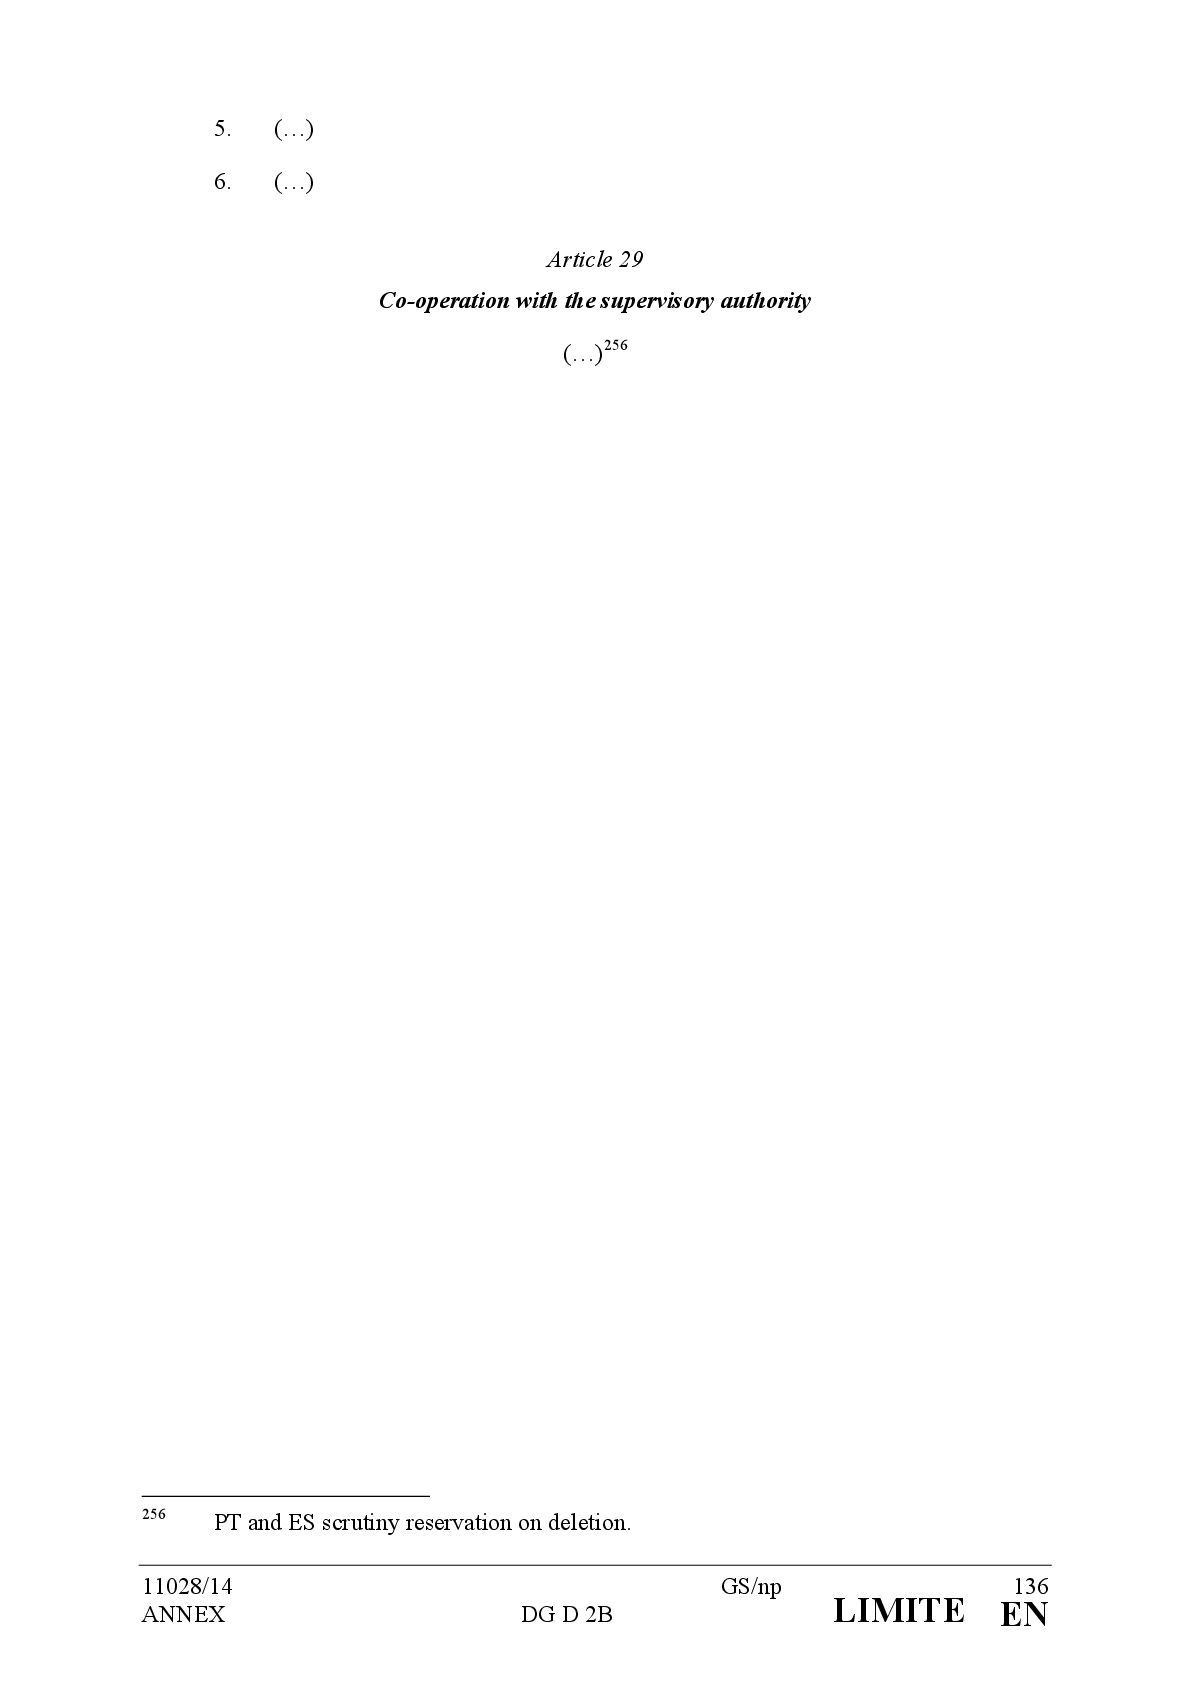 5. (…)
6. (…)
Article 29
Co-operation with the supervisory authority
(…)256
256 PT and ES scrutiny reservation on deletion.
11028/14 GS/np 136
ANNEX DG D 2B LIMITE EN